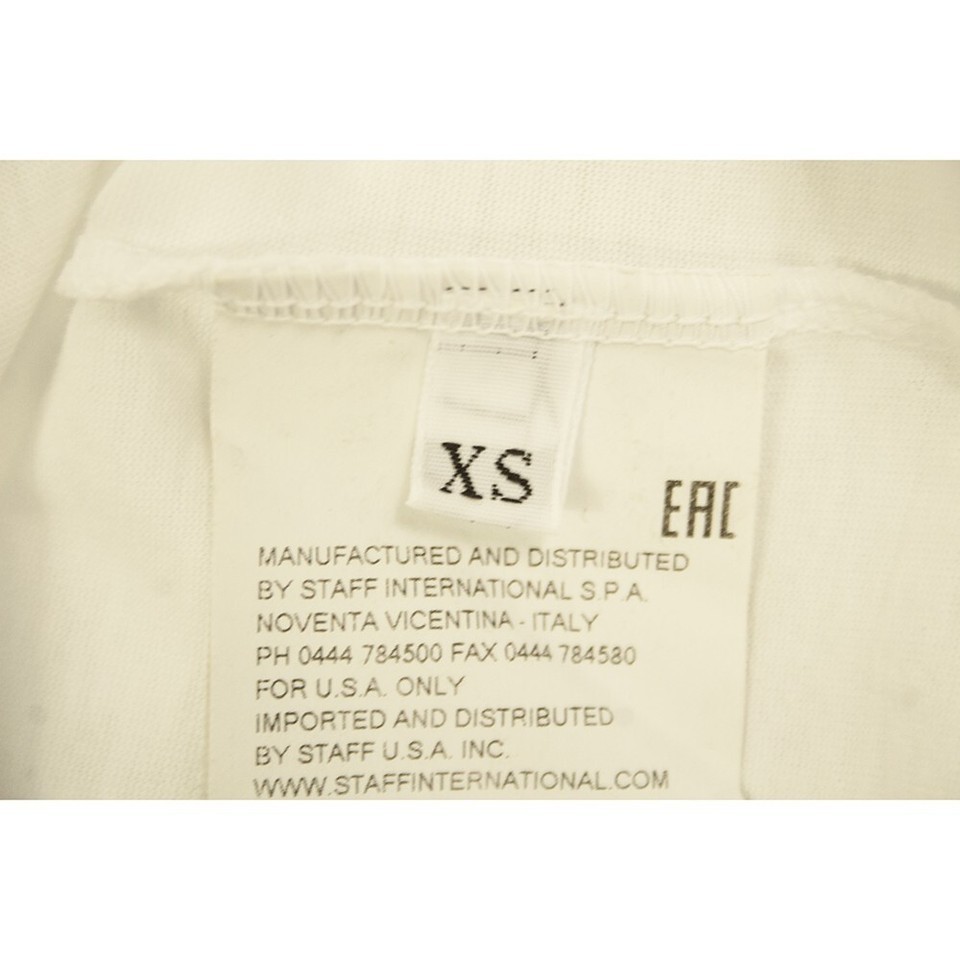 XS
EAC
MANUFACTURED AND DISTRIBUTED
BY STAFF INTERNATIONAL S.P.A.
NOVENTA VICENTINA - ITALY
PH 0444 784500 FAX 0444 784580
FOR U.S.A. ONLY
IMPORTED AND DISTRIBUTED
BY STAFF U.S.A. INC.
WWW.STAFFINTERNATIONAL.COM